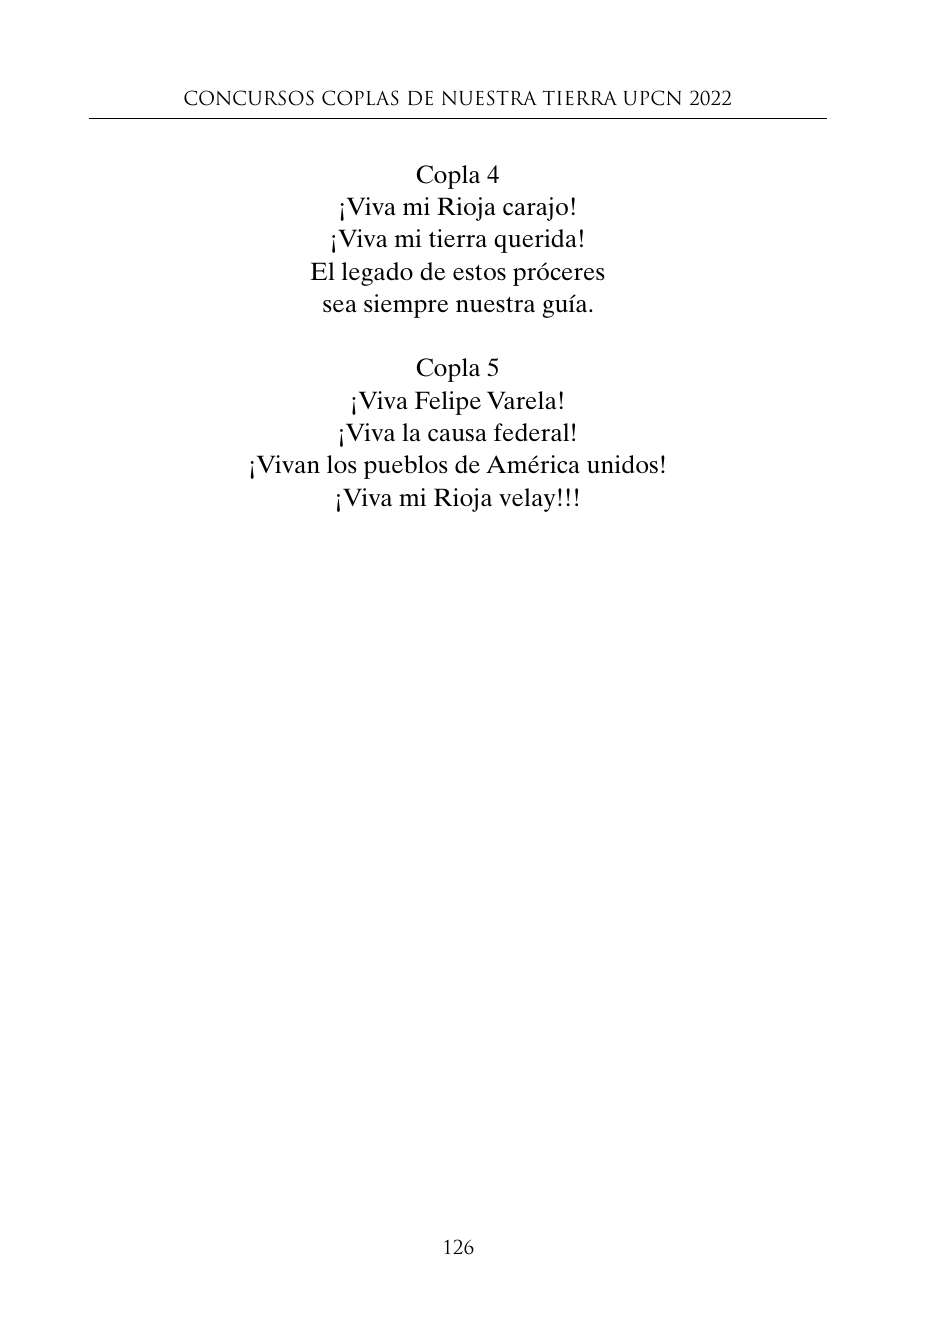 CONCURSOS COPLAS DE NUESTRA TIERRA UPCN 2022
Copla 4
¡Viva mi Rioja carajo!
¡Viva mi tierra querida!
El legado de estos próceres
sea siempre nuestra guía.
Copla 5
¡Viva Felipe Varela!
¡Viva la causa federal!
¡Vivan los pueblos de América unidos!
¡Viva mi Rioja velay!!!
126